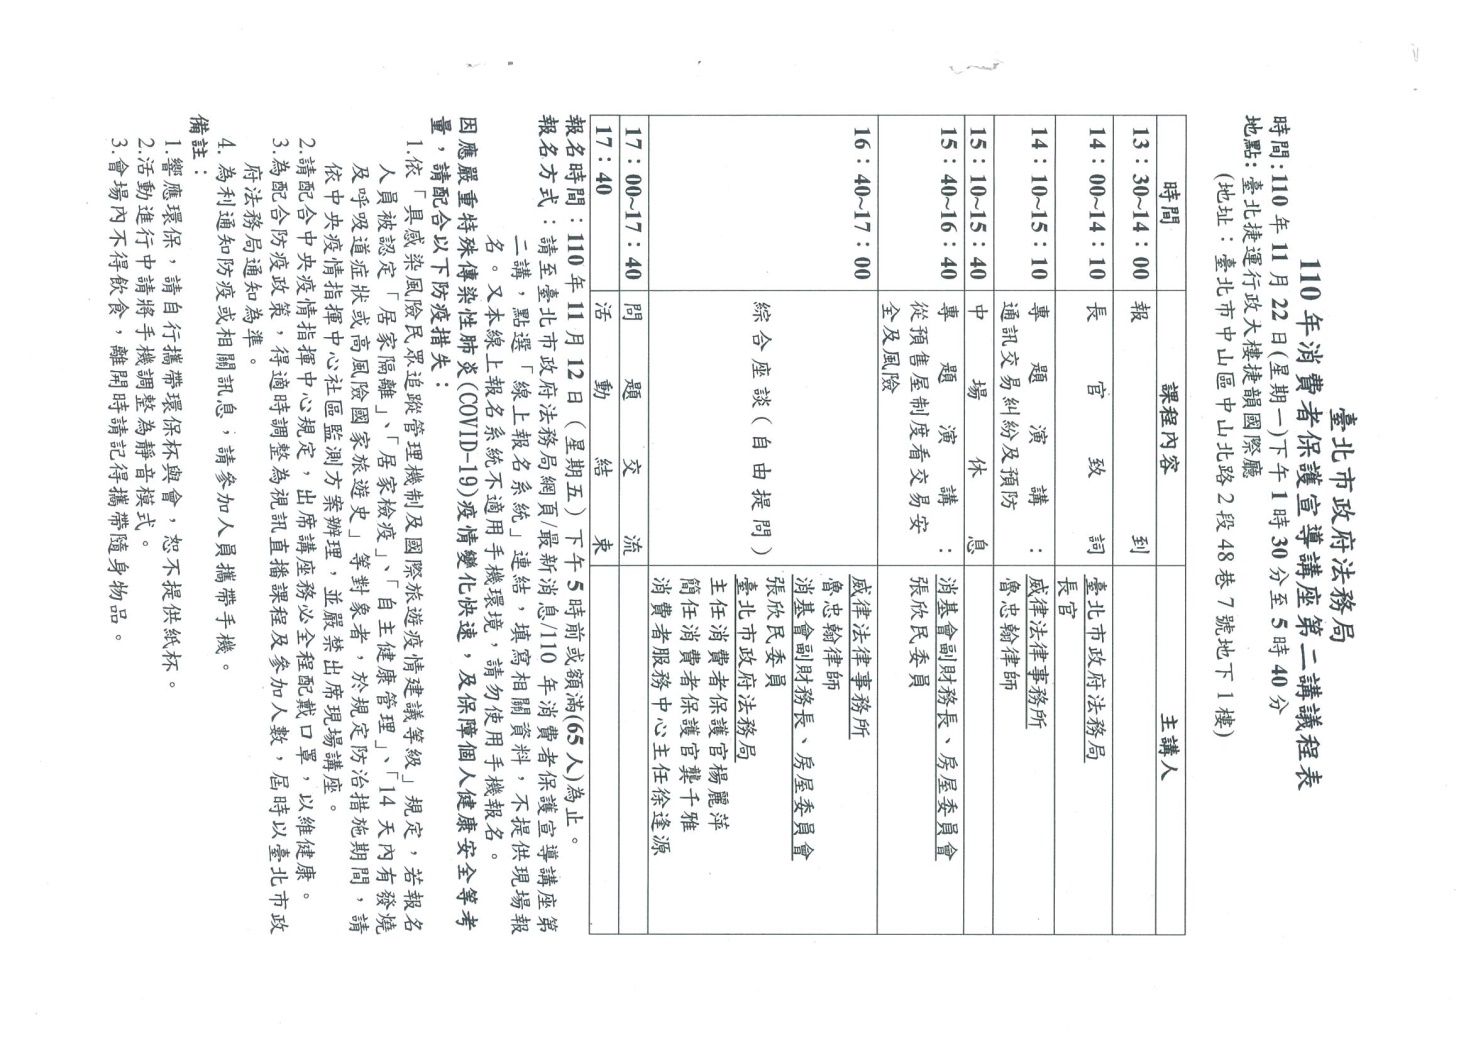 臺北市政府法務局
110 年消費者保護宣導講座第二講議程表
時間:110 年 11 月 22 日(星期一)下午 1 時 30 分至 5 時 40 分
地點:臺北捷運行政大樓捷韻國際廳
(地址：臺北市中山區中山北路 2 段 48 巷 7 號地下 1 樓)
時間 課程內容 主講人
13：30~14：00 報到
14：00~14：10 長官致詞 臺北市政府法務局
長官
14：10~15：10 專題演講：
通訊交易糾紛及預防 威律法律事務所
魯忠翰律師
15：10~15：40 中場休息
15：40~16：40 專題演講：
從預售屋制度看交易安
全及風險 消基會副財務長、房屋委員會
張欣民委員
16：40~17：00 綜合座談(自由提問) 威律法律事務所
魯忠翰律師
消基會副財務長、房屋委員會
張欣民委員
臺北市政府法務局
主任消費者保護官楊麗萍
簡任消費者保護官龔千雅
消費者服務中心主任徐逢源
17：00~17：40 問題交流
17：40 活動結束
報名時間：110 年 11 月 12 日（星期五）下午 5 時前或額滿(65 人)為止。
報名方式：請至臺北市政府法務局網頁/最新消息/110 年消費者保護宣導講座第
二講，點選「線上報名系統」連結，填寫相關資料，不提供現場報
名。又本線上報名系統不適用手機環境，請勿使用手機報名。
因應嚴重特殊傳染性肺炎(COVID-19)疫情變化快速，及保障個人健康安全等考
量，請配合以下防疫措失：
1.依「具感染風險民眾追蹤管理機制及國際旅遊疫情建議等級」規定，若報名
人員被認定「居家隔離」、「居家檢疫」、「自主健康管理」、「14 天內有發燒
及呼吸道症狀或高風險國家旅遊史」等對象者，於規定防治措施期間，請
依中央疫情指揮中心社區監測方案辦理，並嚴禁出席現場講座。
2.請配合中央疫情指揮中心規定，出席講座務必全程配戴口罩，以維健康。
3.為配合防疫政策，得適時調整為視訊直播課程及參加人數，屆時以臺北市政
府法務局通知為準。
4. 為利通知防疫或相關訊息，請參加人員攜帶手機。
備註：
1.響應環保，請自行攜帶環保杯與會，恕不提供紙杯。
2.活動進行中請將手機調整為靜音模式。
3.會場內不得飲食，離開時請記得攜帶隨身物品。